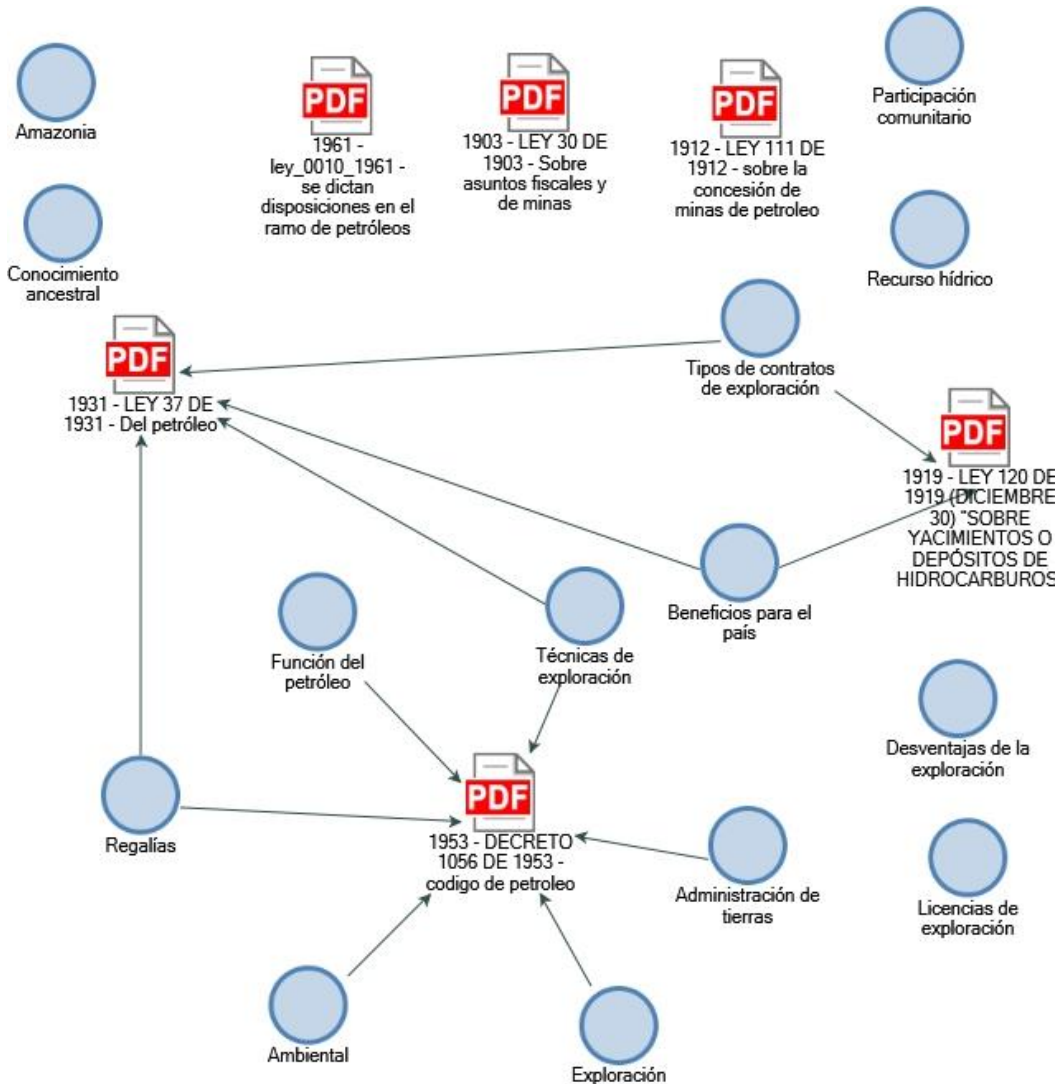 Amazonia
PDF
1961 -
ley_0010_1961 -
se dictan
disposiciones en el
ramo de petróleos
PDF
1903 - LEY 30 DE
1903 - Sobre
asuntos fiscales y
de minas
PDF
1912 - LEY 111 DE
1912 - sobre la
concesión de
minas de petroleo
Participación
comunitario
Conocimiento
ancestral
Recurso hídrico
PDF
1931 - LEY 37 DE
1931 - Del petróleo
Tipos de contratos
de exploración
PDF
1919 - LEY 120 DE
1919 (DICIEMBRE
30) "SOBRE
YACIMIENTOS O
DEPÓSITOS DE
HIDROCARBUROS
Función del
petróleo
Técnicas de
exploración
Beneficios para el
país
Desventajas de la
exploración
Regalías
PDF
1953 - DECRETO
1056 DE 1953 -
codigo de petroleo
Administración de
tierras
Licencias de
exploración
Ambiental
Exploración